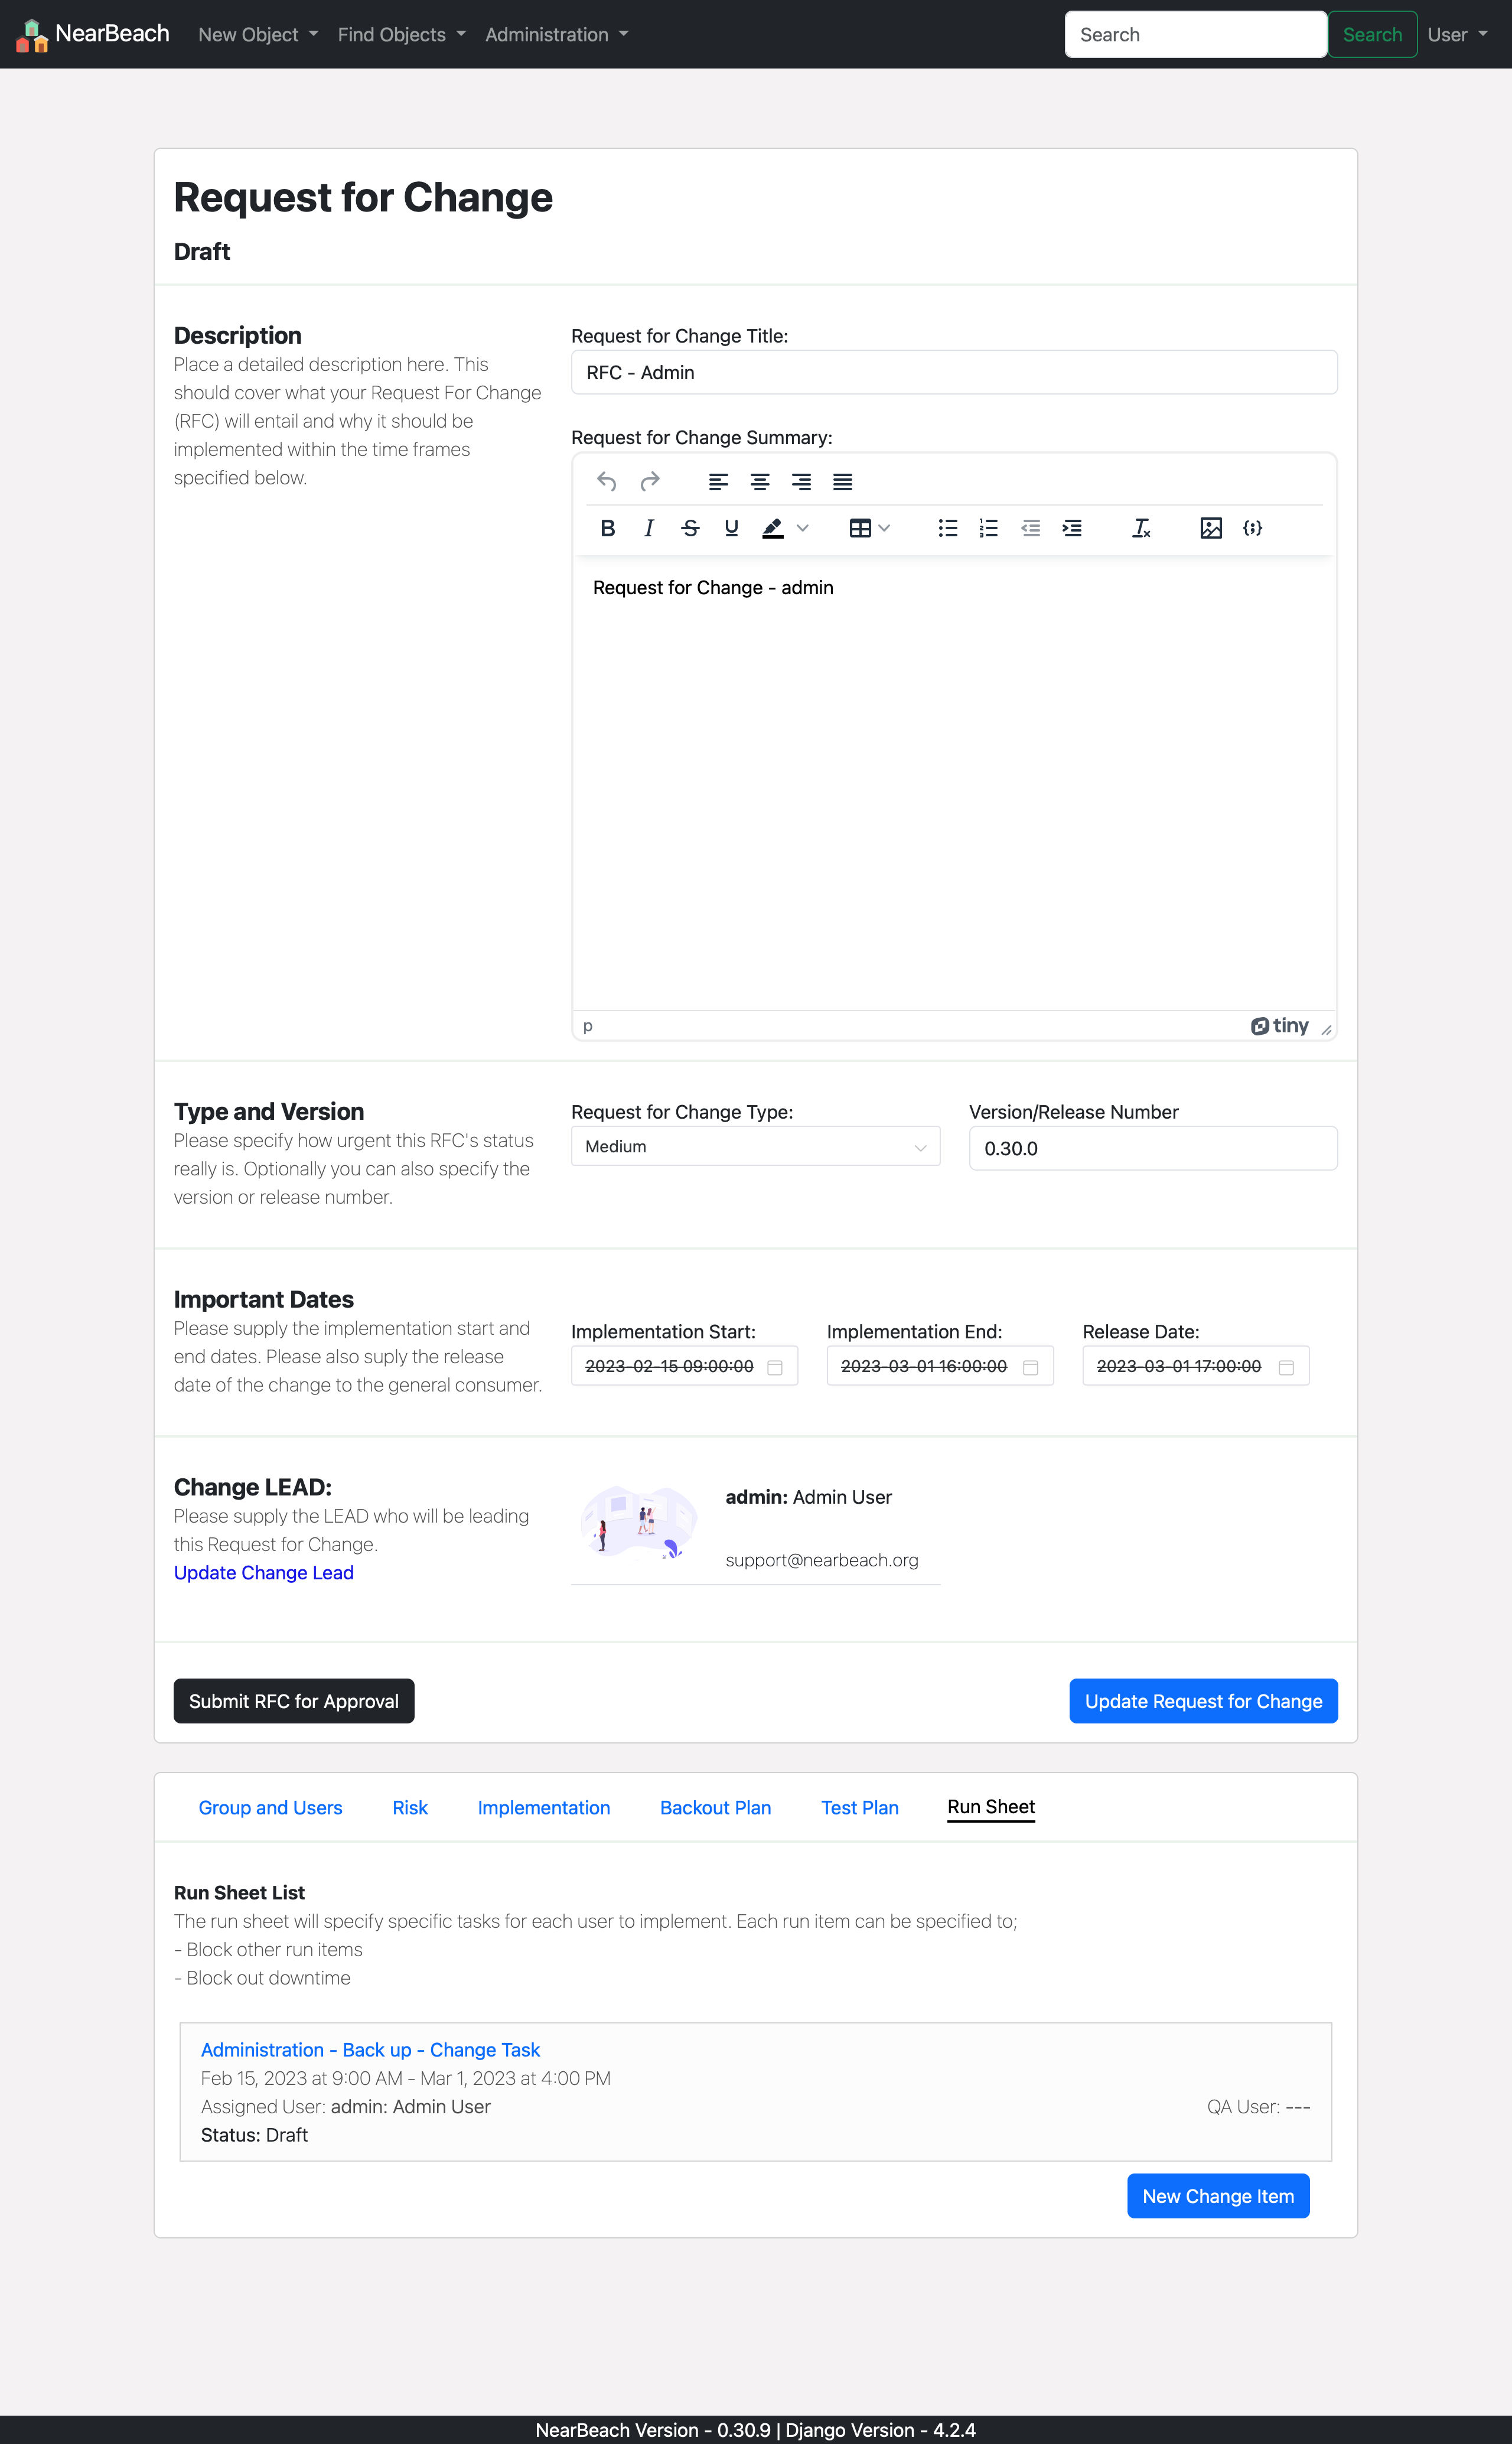 NearBeach New Object Find Objects Administration Search Search User
Request for Change
Draft
Description
Place a detailed description here. This
should cover what your Request For Change
(RFC) will entail and why it should be
implemented within the time frames
specified below.
Request for Change Title:
RFC - Admin
Request for Change Summary:
Request for Change - admin
p tiny
Type and Version
Please specify how urgent this RFC's status
really is. Optionally you can also specify the
version or release number.
Request for Change Type:
Medium
Version/Release Number
0.30.0
Important Dates
Please supply the implementation start and
end dates. Please also suply the release
date of the change to the general consumer.
Implementation Start:
2023-02-15 09:00:00
Implementation End:
2023-03-01 16:00:00
Release Date:
2023-03-01 17:00:00
Change LEAD:
Please supply the LEAD who will be leading
this Request for Change.
Update Change Lead
admin: Admin User
support@nearbeach.org
Submit RFC for Approval Update Request for Change
Group and Users Risk Implementation Backout Plan Test Plan Run Sheet
Run Sheet List
The run sheet will specify specific tasks for each user to implement. Each run item can be specified to;
- Block other run items
- Block out downtime
Administration - Back up - Change Task
Feb 15, 2023 at 9:00 AM - Mar 1, 2023 at 4:00 PM
Assigned User: admin: Admin User QA User: ---
Status: Draft
New Change Item
NearBeach Version - 0.30.9 | Django Version - 4.2.4